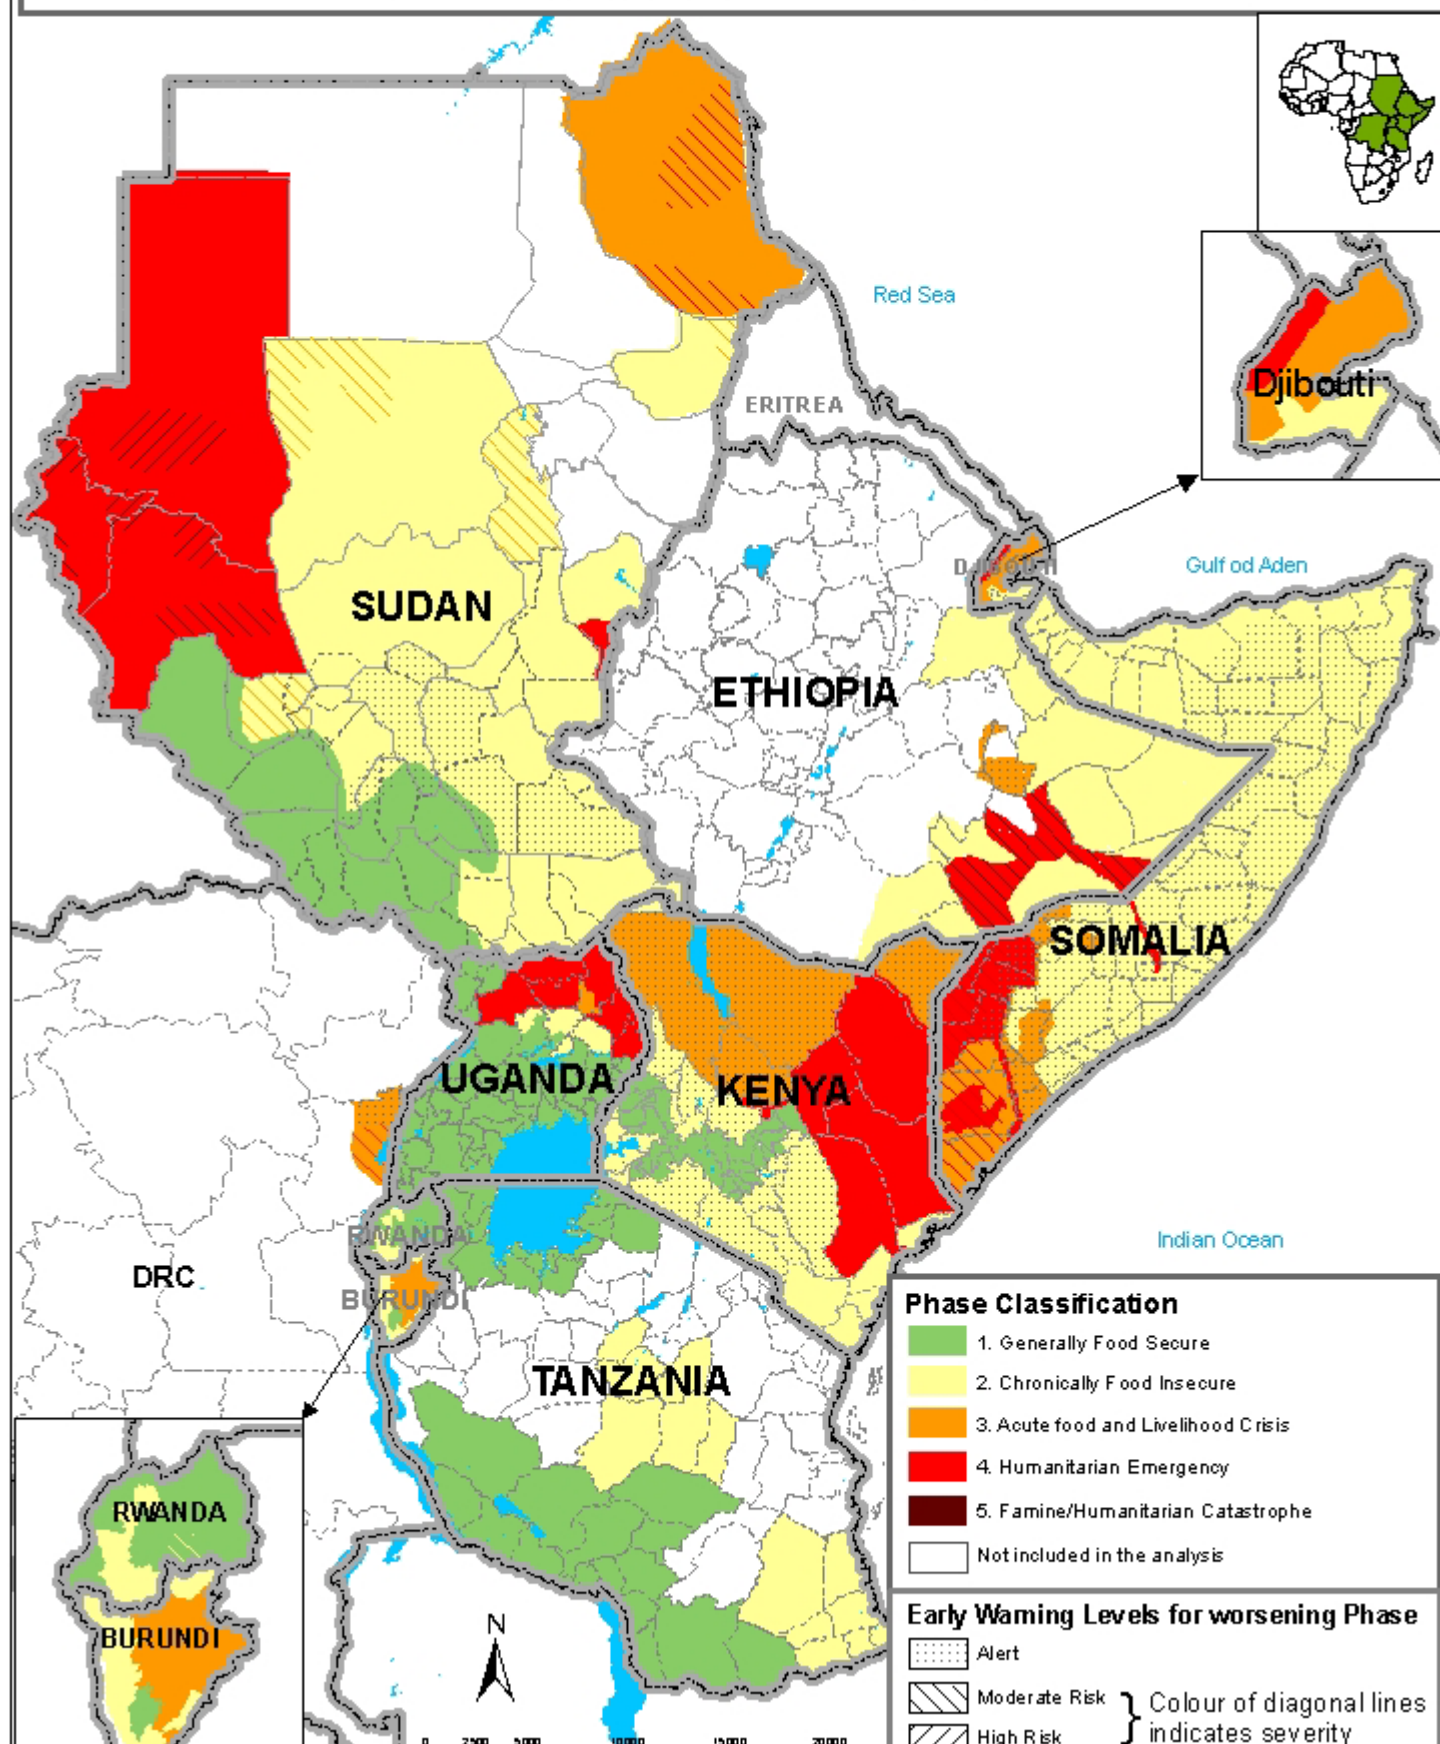 Red Sea
Djibouti
ERITREA
Gulf od Aden
SUDAN
ETHIOPIA
SOMALIA
UGANDA
KENYA
RWANDA
Indian Ocean
DRC
BURUNDI
TANZANIA
Phase Classification
1. Generally Food Secure
2. Chronically Food Insecure
3. Acute food and Livelihood Crisis
4. Humanitarian Emergency
5. Famine/Humanitarian Catastrophe
Not included in the analysis
RWANDA
BURUNDI
N
Early Warning Levels for worsening Phase
Alert
Moderate Risk
High Risk
} Colour of diagonal lines
indicates severity